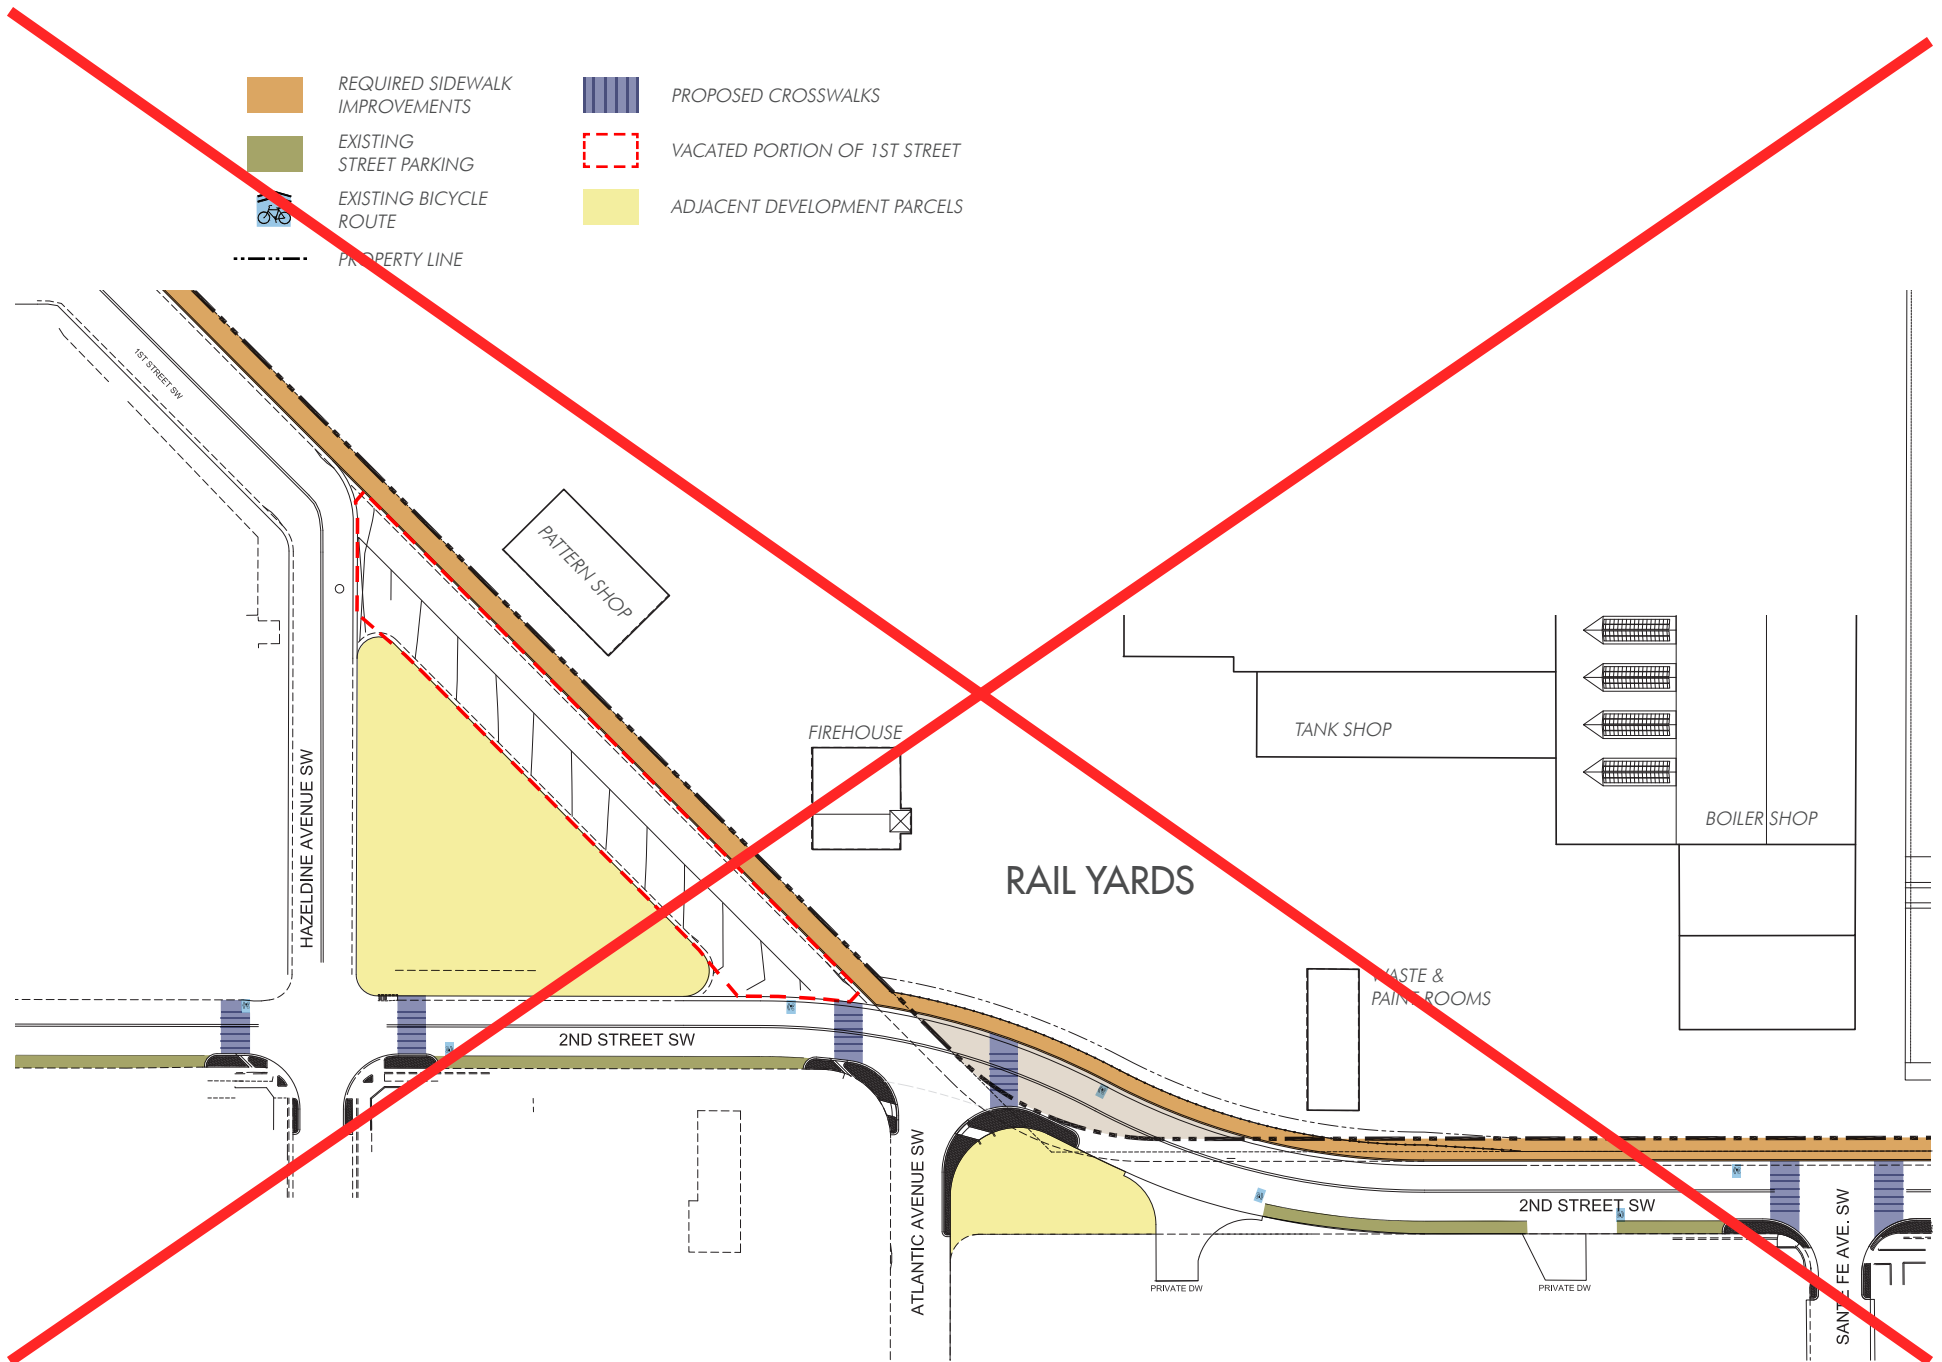 REQUIRED SIDEWALK
IMPROVEMENTS
EXISTING
STREET PARKING
EXISTING BICYCLE
ROUTE
PROPERTY LINE
PROPOSED CROSSWALKS
VACATED PORTION OF 1ST STREET
ADJACENT DEVELOPMENT PARCELS
1ST STREET SW
PATTERN SHOP
FIREHOUSE
TANK SHOP
BOILER SHOP
RAIL YARDS
HAZELDINE AVENUE SW
WASTE &
PAINT ROOMS
2ND STREET SW
ATLANTIC AVENUE SW
2ND STREET SW
PRIVATE DW
PRIVATE DW
SANTE FE AVE. SW